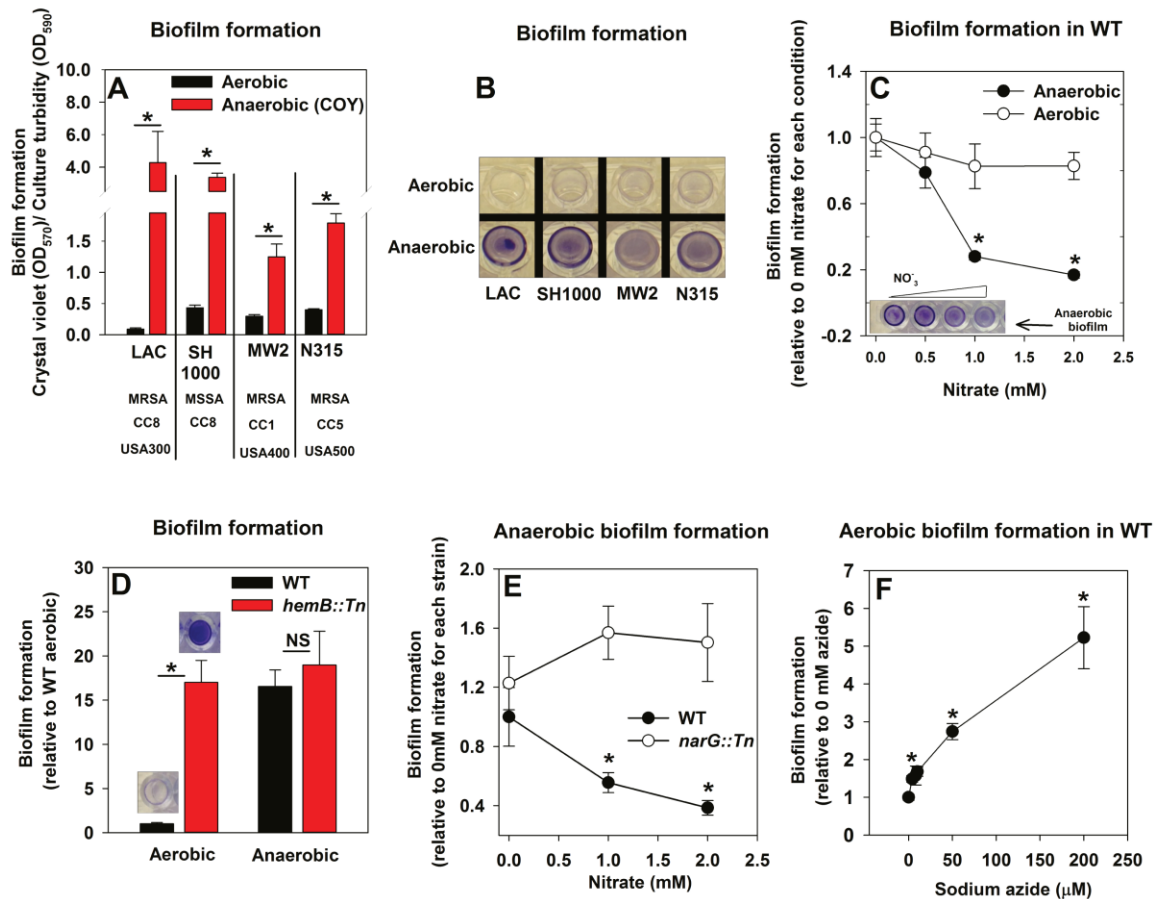 Biofilm formation
A
Biofilm formation
Crystal violet (OD570)/ Culture turbidity (OD590)
Aerobic
Anaerobic (COY)
10.0
8.0
6.0
4.0
2.0
1.5
1.0
0.5
0.0
* * * *
LAC SH 1000 MW2 N315
MRSA MSSA MRSA MRSA
CC8 CC8 CC1 CC5
USA300 USA400 USA500
Biofilm formation
B
Aerobic
Anaerobic
LAC SH1000 MW2 N315
Biofilm formation in WT
C
Biofilm formation
(relative to 0 mM nitrate for each condition)
Anaerobic
Aerobic
1.4
1.0
0.6
0.2
-0.2
* *
NO3-
Anaerobic
biofilm
0.0 0.5 1.0 1.5 2.0 2.5
Nitrate (mM)
Biofilm formation
D
Biofilm formation
(relative to WT aerobic)
WT
hemB::Tn
30
25
20
15
10
5
0
* NS
Aerobic Anaerobic
Anaerobic biofilm formation
E
Biofilm formation
(relative to 0mM nitrate for each strain)
2.0
1.6
1.2
0.8
0.4
WT
narG::Tn
* *
0.0 0.5 1.0 1.5 2.0 2.5
Nitrate (mM)
Aerobic biofilm formation in WT
F
Biofilm formation
(relative to 0 mM azide)
7
6
5
4
3
2
1
0
* * * *
0 50 100 150 200
Sodium azide (μM)